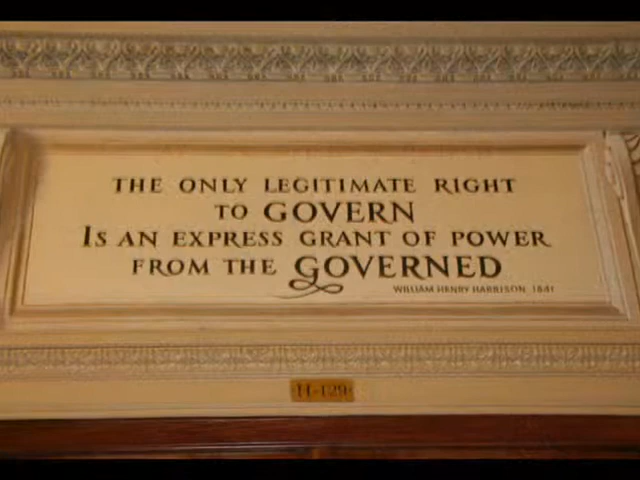 THE ONLY LEGITIMATE RIGHT
TO GOVERN
IS AN EXPRESS GRANT OF POWER
FROM THE GOVERNED
WILLIAM HENRY HARRISON 1841
H-129